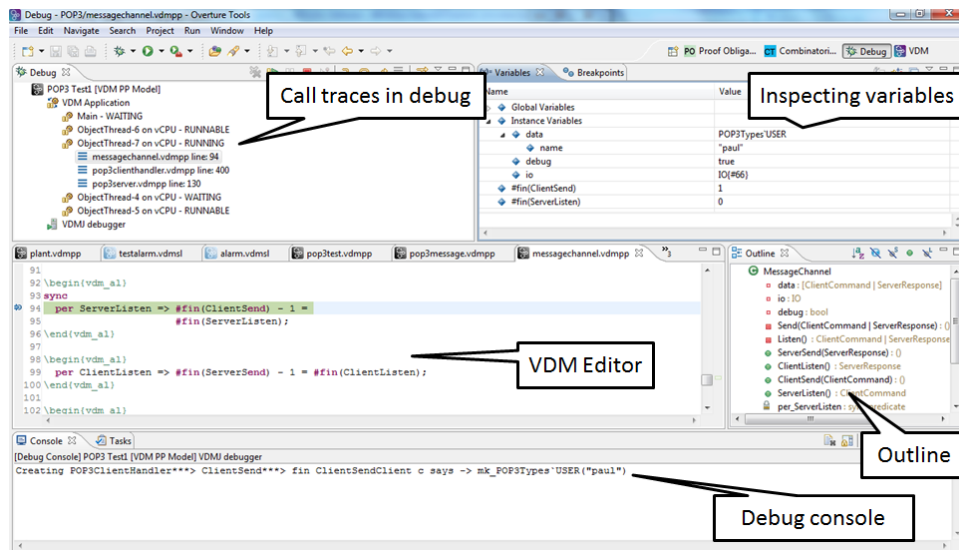 Debug - POP3/messagechannel.vdmpp - Overture Tools
File Edit Navigate Search Project Run Window Help
PO Proof Obliga... CT Combinatori... Debug VDM
Debug
POP3 Test1 [VDM PP Model]
VDM Application
Main - WAITING
ObjectThread-6 on vCPU - RUNNABLE
ObjectThread-7 on vCPU - RUNNING
messagechannel.vdmpp line: 94
pop3clienthandler.vdmpp line: 400
pop3server.vdmpp line: 130
ObjectThread-4 on vCPU - WAITING
ObjectThread-5 on vCPU - RUNNABLE
VDMJ debugger
Call traces in debug
Variables Breakpoints
Name Value
Global Variables
Instance Variables
data POP3Types`USER
name "paul"
debug true
io IO{#66}
#fin(ClientSend) 1
#fin(ServerListen) 0
Inspecting variables
plant.vdmpp testalarm.vdmsl alarm.vdmsl pop3test.vdmpp pop3message.vdmpp messagechannel.vdmpp »3
91
92 \begin{vdm_al}
93 sync
94 per ServerListen => #fin(ClientSend) - 1 =
95 #fin(ServerListen);
96 \end{vdm_al}
97
98 \begin{vdm_al}
99 per ClientListen => #fin(ServerSend) - 1 = #fin(ClientListen);
100 \end{vdm_al}
101
102 \begin{vdm_al}
VDM Editor
Outline
MessageChannel
data : [ClientCommand | ServerResponse]
io : IO
debug : bool
Send(ClientCommand | ServerResponse) : ()
Listen() : ClientCommand | ServerResponse
ServerSend(ServerResponse) : ()
ClientListen() : ServerResponse
ClientSend(ClientCommand) : ()
ServerListen() : ClientCommand
per_ServerListen :
Outline
Console Tasks
[Debug Console] POP3 Test1 [VDM PP Model] VDMJ debugger
Creating POP3ClientHandler***> ClientSend***> fin ClientSendClient c says -> mk_POP3Types`USER("paul")
Debug console